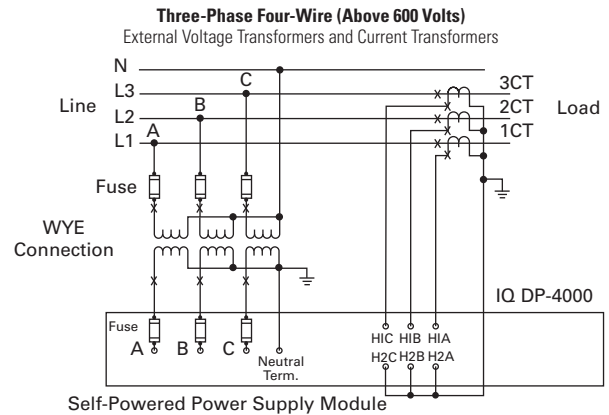 Three-Phase Four-Wire (Above 600 Volts)
External Voltage Transformers and Current Transformers
N
C
L3
3CT
Line
B
L2
2CT
Load
A
L1
1CT
Fuse
WYE
Connection
IQ DP-4000
Fuse
HIC HIB HIA
A B C
H2C H2B H2A
Neutral
Term.
Self-Powered Power Supply Module